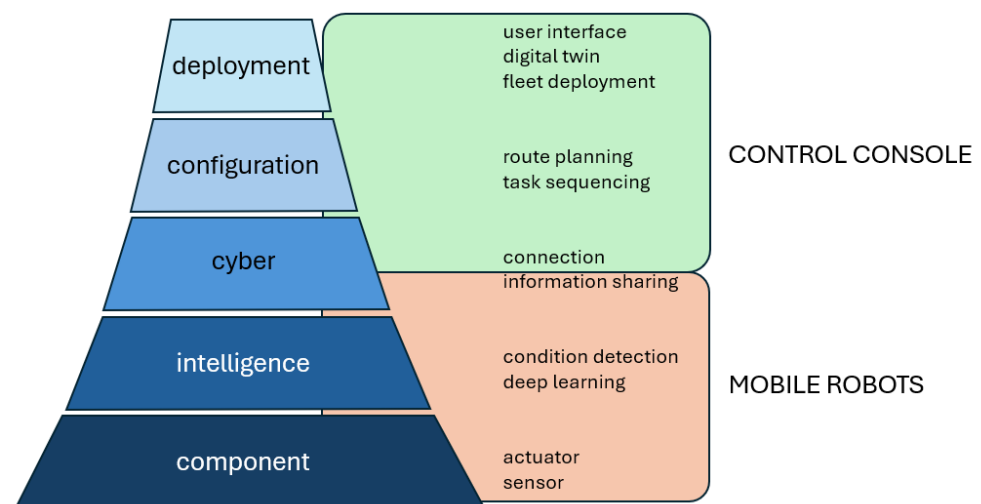 deployment
user interface
digital twin
fleet deployment
configuration
route planning
task sequencing
CONTROL CONSOLE
cyber
connection
information sharing
intelligence
condition detection
deep learning
MOBILE ROBOTS
component
actuator
sensor